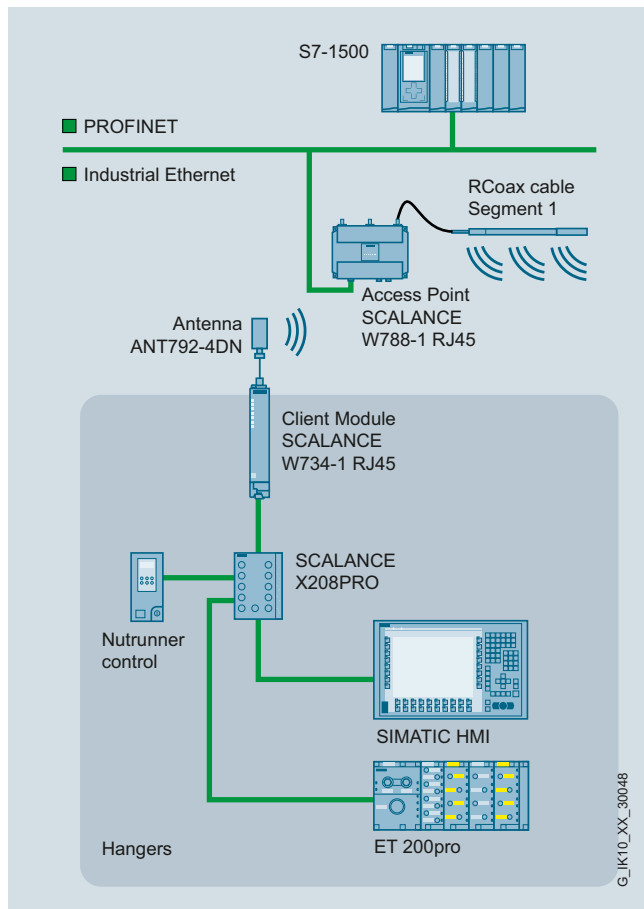 S7-1500
PROFINET
Industrial Ethernet
RCoax cable
Segment 1
Access Point
SCALANCE
W788-1 RJ45
Antenna
ANT792-4DN
Client Module
SCALANCE
W734-1 RJ45
SCALANCE
X208PRO
Nutrunner
control
SIMATIC HMI
ET 200pro
Hangers
G_IK10_XX_30048